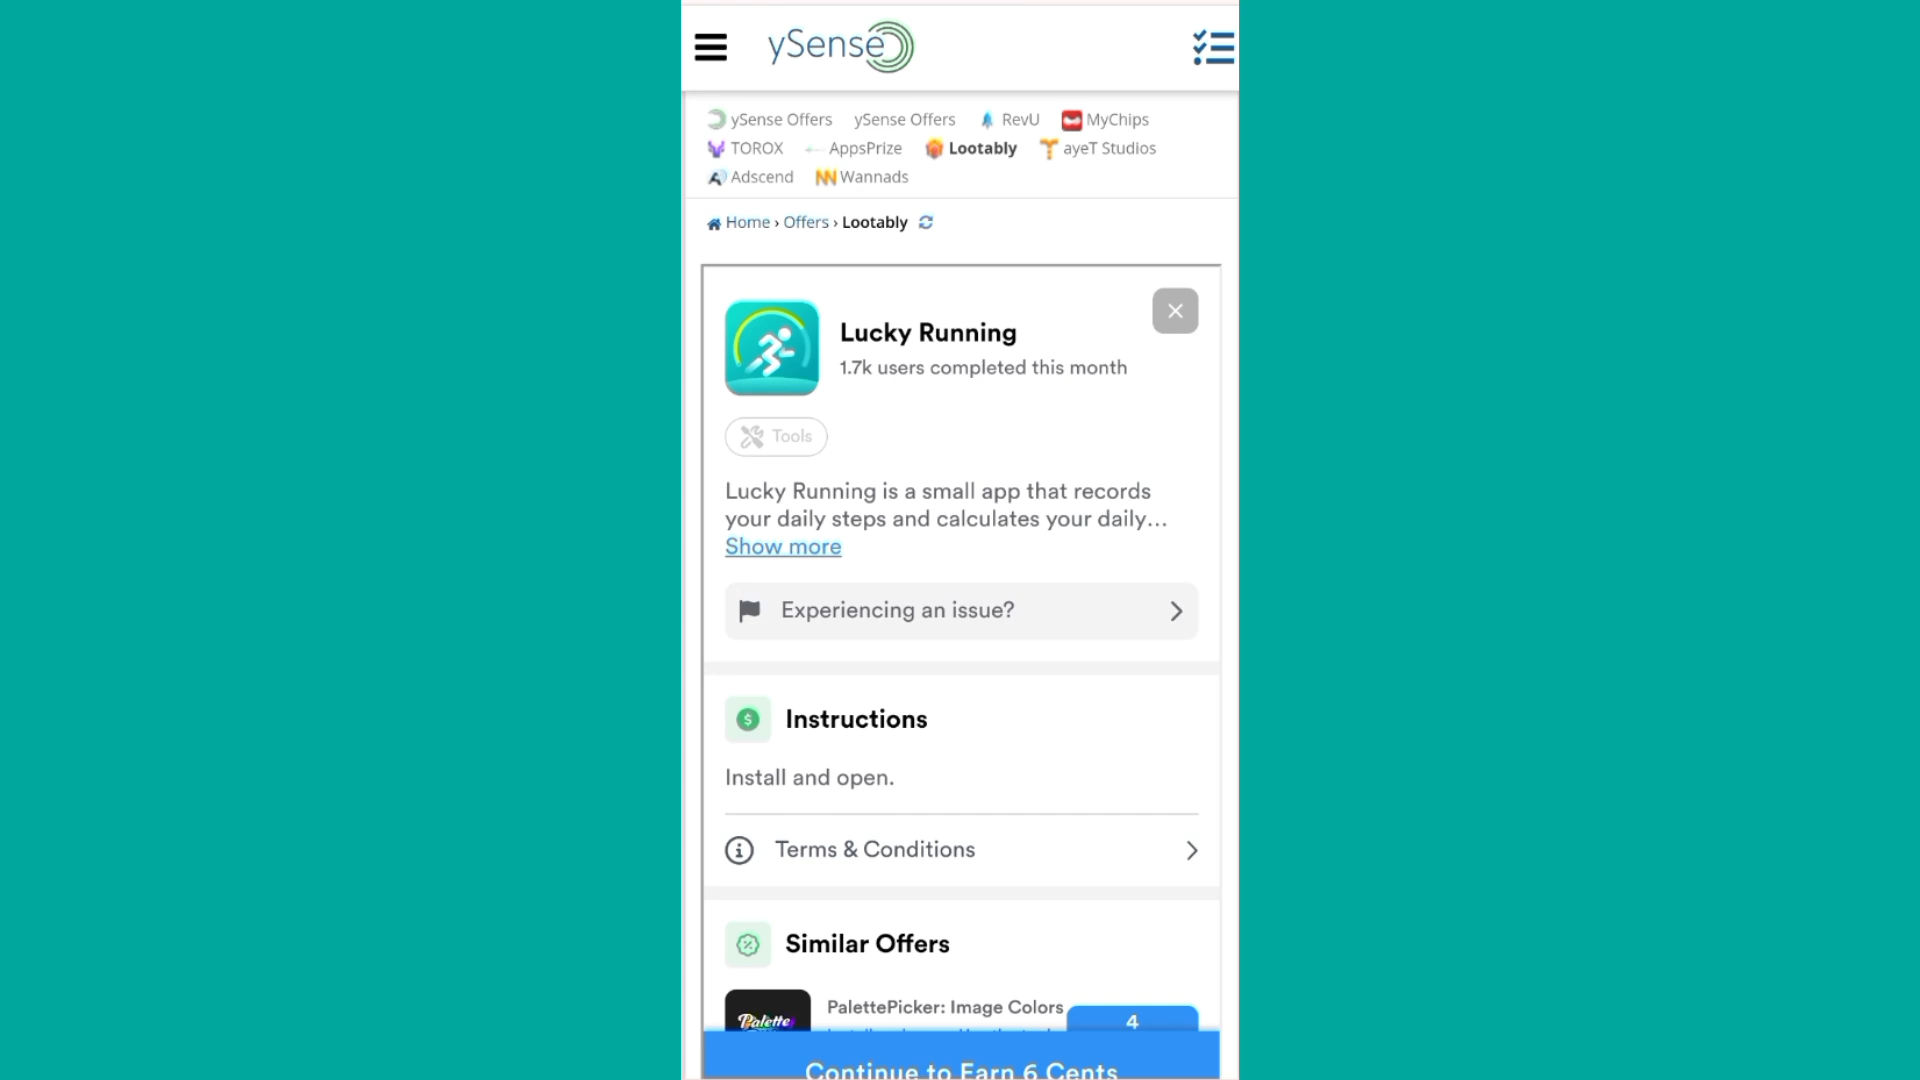 ySense
ySense Offers ySense Offers RevU MyChips
TOROX AppsPrize Lootably ayeT Studios
Adscend Wannads
Home › Offers › Lootably
Lucky Running
1.7k users completed this month
Tools
Lucky Running is a small app that records
your daily steps and calculates your daily...
Show more
Experiencing an issue?
Instructions
Install and open.
Terms & Conditions
Similar Offers
PalettePicker: Image Colors
4
Palette
Continue to Earn 6 Cents